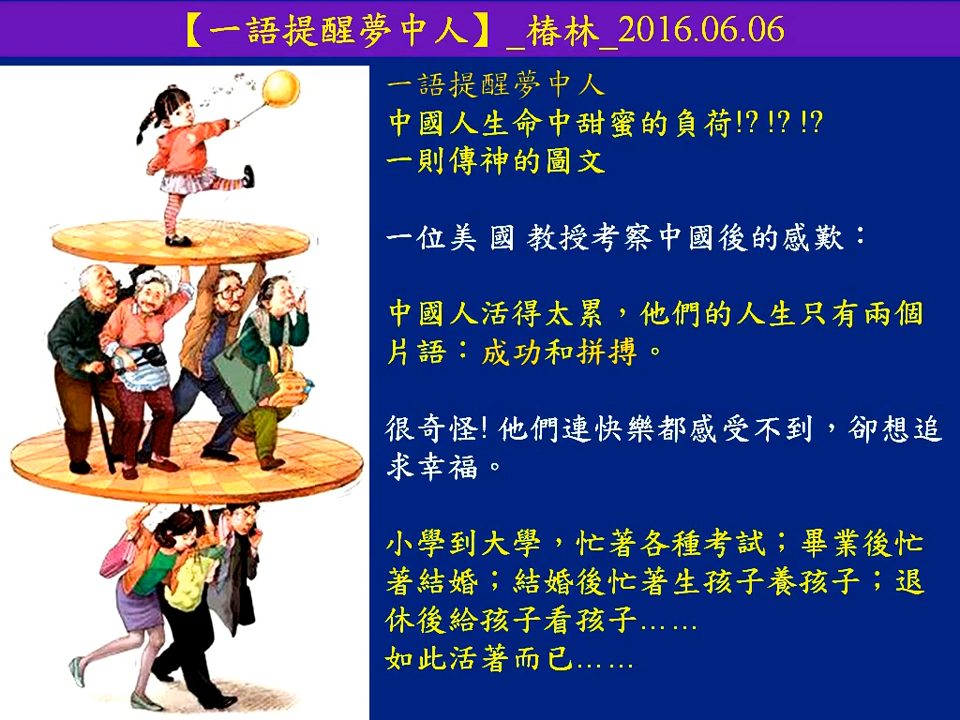 【一語提醒夢中人】_椿林_2016.06.06
一語提醒夢中人
中國人生命中甜蜜的負荷!? !? !?
一則傳神的圖文
一位美 國 教授考察中國後的感歎：
中國人活得太累，他們的人生只有兩個
片語：成功和拼搏。
很奇怪! 他們連快樂都感受不到，卻想追
求幸福。
小學到大學，忙著各種考試；畢業後忙
著結婚；結婚後忙著生孩子養孩子；退
休後給孩子看孩子……
如此活著而已……